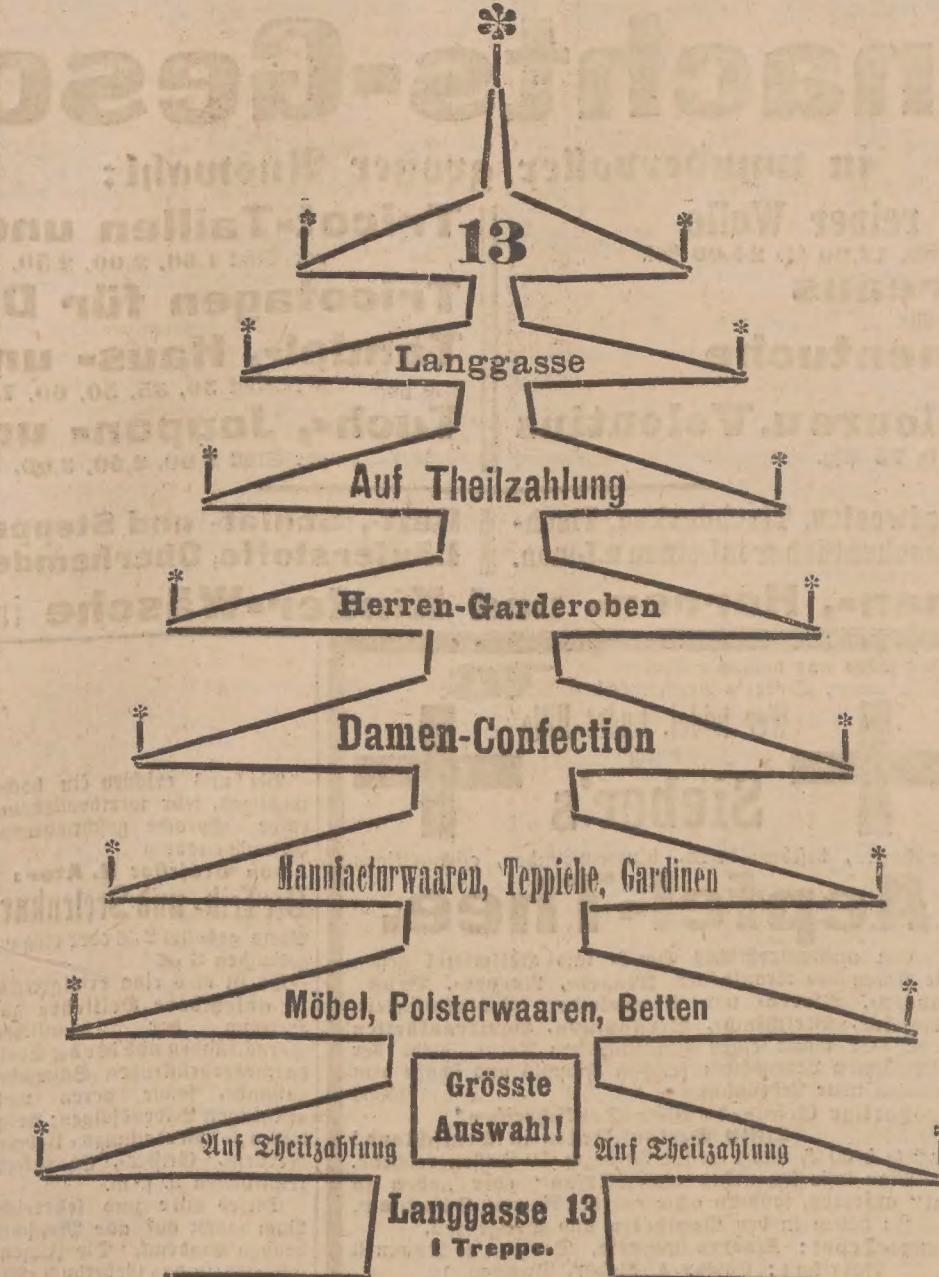 13
Langgasse
Auf Theilzahlung
Herren-Garderoben
Damen-Confection
Manufacturwaaren, Teppiche, Gardinen
Möbel, Polsterwaaren, Betten
Grösste
Auswahl!
Auf Theilzahlung Auf Theilzahlung
Langgasse 13
1 Treppe.